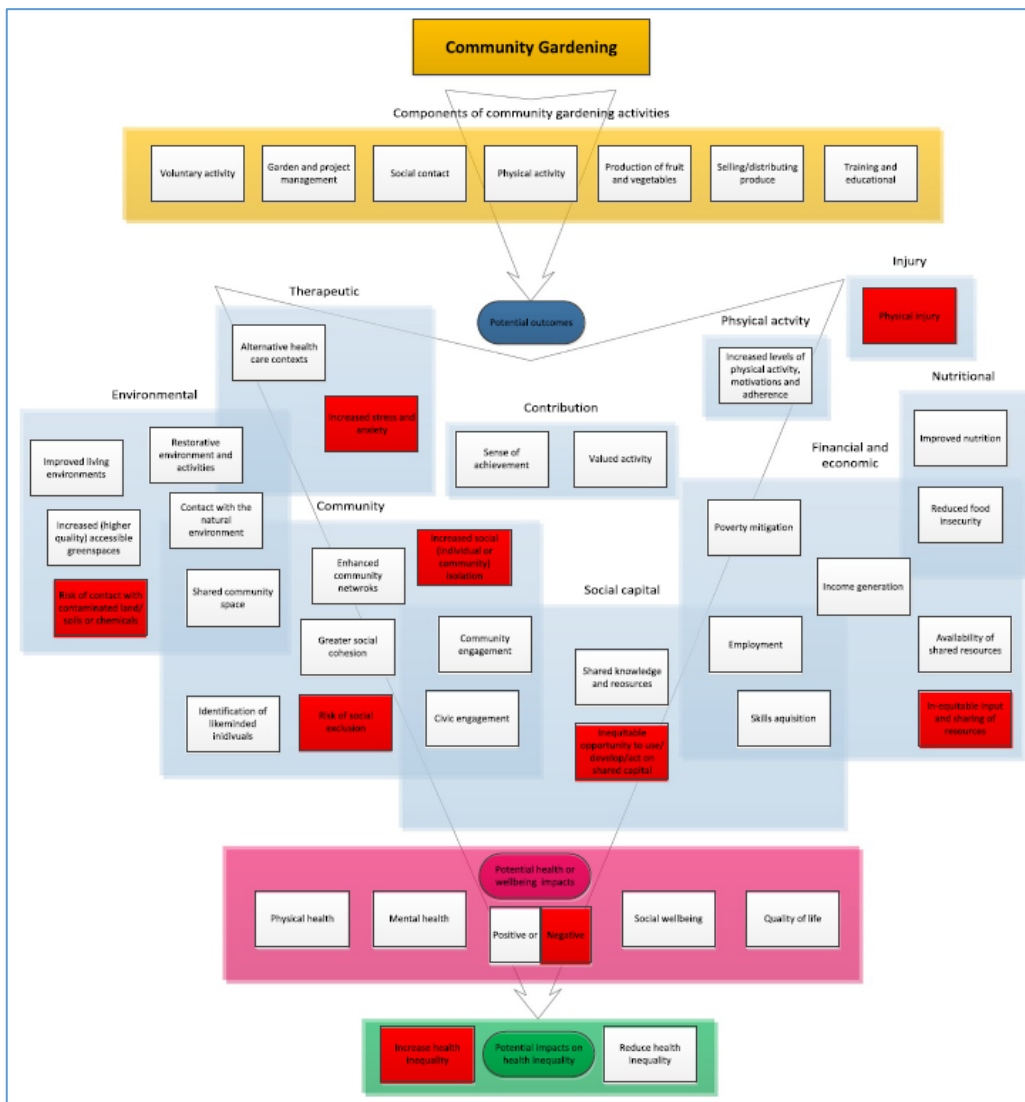 Community Gardening
Components of community gardening activities
Voluntary activity
Garden and project
management
Social contact
Physical activity
Production of fruit
and vegetables
Selling/distributing
produce
Training and
educational
Injury
Physical injury
Therapeutic
Potential outcomes
Phsyical actvity
Alternative health
care contexts
Increased levels of
physical activity,
motivations and
adherence
Nutritional
Environmental
Increased stress and
anxiety
Contribution
Improved nutrition
Restorative
environment and
activities
Improved living
environments
Sense of
achievement
Valued activity
Financial and
economic
Contact with the
natural
environment
Community
Reduced food
insecurity
Increased (higher
quality) accessible
greenspaces
Poverty mitigation
Increased social
(individual or
community)
isolation
Enhanced
community
netwroks
Risk of contact with
contaminated land/
soils or chemicals
Shared community
space
Social capital
Income generation
Greater social
cohesion
Community
engagement
Employment
Availability of
shared resources
Shared knowledge
and reosurces
Identification of
likeminded
inidivuals
Risk of social
exclusion
Civic engagement
Skills aquisition
In-equitable input
and sharing of
resources
Inequitable
opportunity to use/
develop/act on
shared capital
Potential health or
wellbeing impacts
Physical health
Mental health
Positive or
Negative
Social wellbeing
Quality of life
Increase health
inequality
Potential impacts on
health inequality
Reduce health
inequality